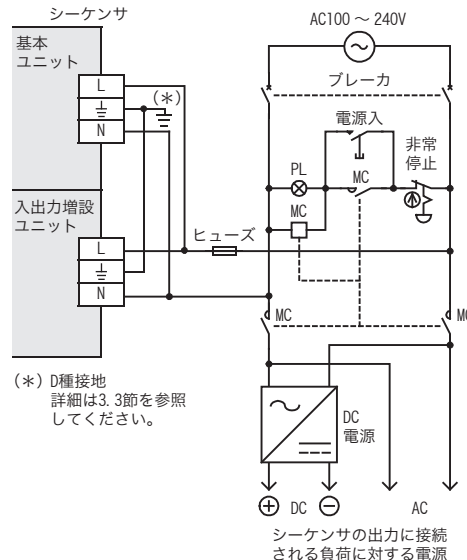 シーケンサ
基本
ユニット
L
N
(*)
入出力増設
ユニット
L
N
ヒューズ
(*) D種接地
詳細は3.3節を参照
してください。
AC100 ~ 240V
ブレーカ
電源入
非常
停止
PL
MC
MC
MC
MC
DC
電源
DC
AC
シーケンサの出力に接続
される負荷に対する電源